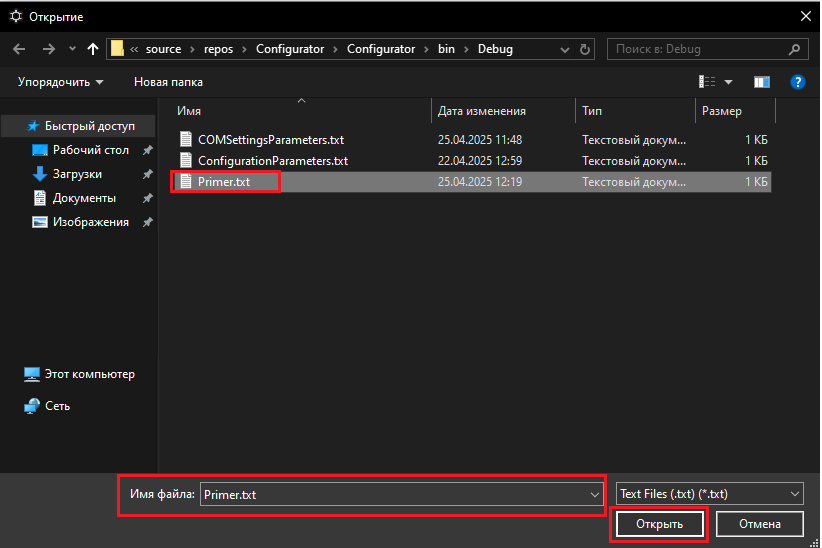 Открытие
« source › repos › Configurator › Configurator › bin › Debug
Поиск в: Debug
Упорядочить Новая папка
Имя Дата изменения Тип Размер
Быстрый доступ
Рабочий стол
Загрузки
Документы
Изображения
Этот компьютер
Сеть
COMSettingsParameters.txt 25.04.2025 11:48 Текстовый докум... 1 КБ
ConfigurationParameters.txt 22.04.2025 12:59 Текстовый докум... 1 КБ
Primer.txt 25.04.2025 12:19 Текстовый докум... 1 КБ
Имя файла: Primer.txt Text Files (.txt) (*.txt)
Открыть Отмена